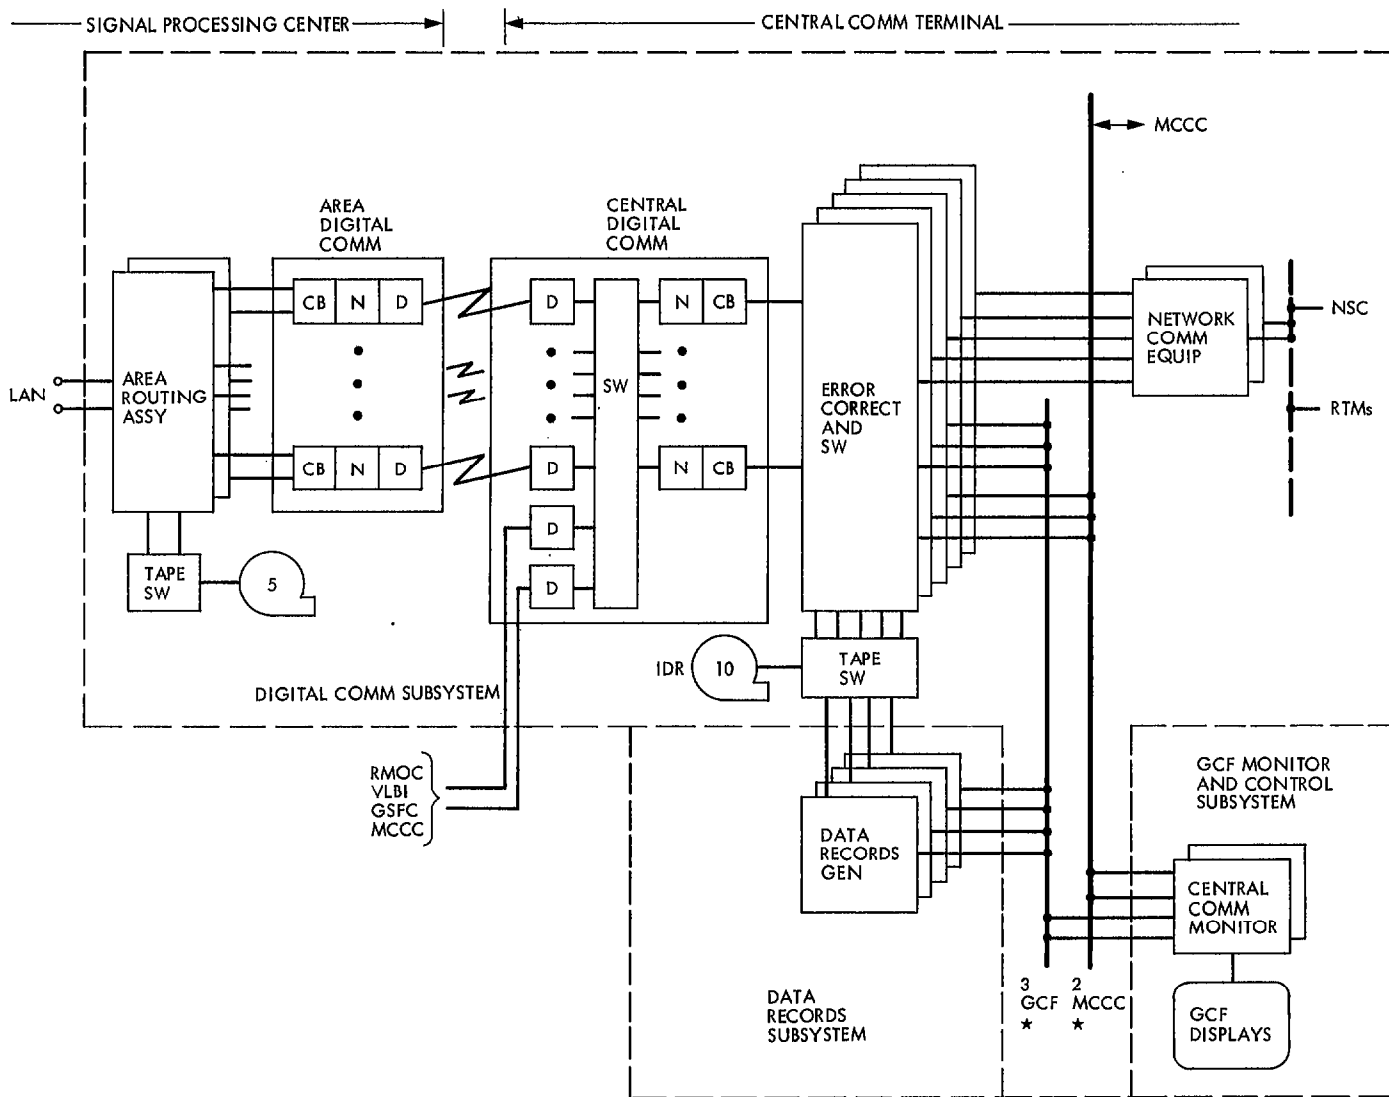 SIGNAL PROCESSING CENTER
CENTRAL COMM TERMINAL
MCCC
AREA
DIGITAL
COMM
CENTRAL
DIGITAL
COMM
CB N D
D
N CB
LAN
AREA
ROUTING
ASSY
SW
ERROR
CORRECT
AND
SW
NETWORK
COMM
EQUIP
NSC
RTMs
CB N D
D
N CB
D
D
TAPE
SW
5
IDR
10
TAPE
SW
DIGITAL COMM SUBSYSTEM
RMOC
VLBI
GSFC
MCCC
DATA
RECORDS
GEN
GCF MONITOR
AND CONTROL
SUBSYSTEM
CENTRAL
COMM
MONITOR
DATA
RECORDS
SUBSYSTEM
3
GCF
★
2
MCCC
★
GCF
DISPLAYS